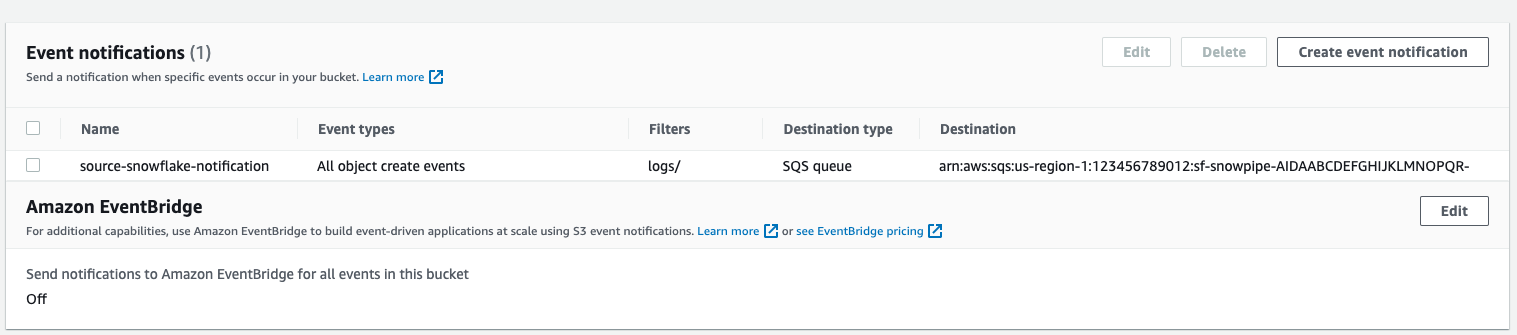 Event notifications (1)
Edit
Delete
Create event notification
Send a notification when specific events occur in your bucket. Learn more
Name
Event types
Filters
Destination type
Destination
source-snowflake-notification
All object create events
logs/
SQS queue
arn:aws:sqs:us-region-1:123456789012:sf-snowpipe-AIDAABCDEFGHIJKLMNOPQR-
Amazon EventBridge
Edit
For additional capabilities, use Amazon EventBridge to build event-driven applications at scale using S3 event notifications. Learn more or see EventBridge pricing
Send notifications to Amazon EventBridge for all events in this bucket
Off